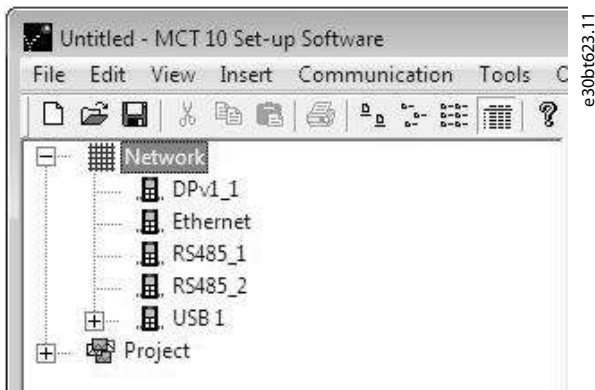 Untitled - MCT 10 Set-up Software
File Edit View Insert Communication Tools O
Network
DPv1_1
Ethernet
RS485_1
RS485_2
USB 1
Project
e30bt623.11